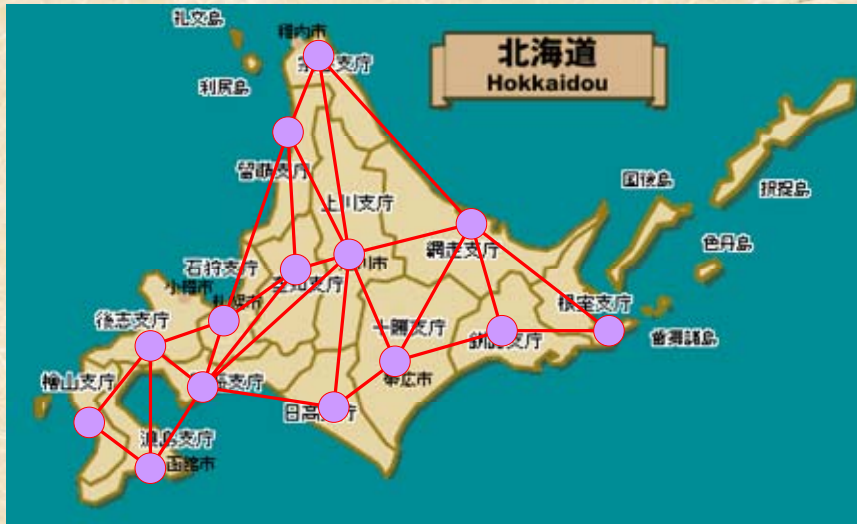 礼文島
稚内市
支庁
利尻島
北海道
Hokkaidou
留萌支庁
上川支庁
国後島
択捉島
網走支庁
色丹島
石狩支庁
川市
小樽市
空知支庁
札幌市
根室支庁
後志支庁
十勝支庁
釧路支庁
歯舞諸島
檜山支庁
支庁
帯広市
日高支庁
渡島支庁
函館市